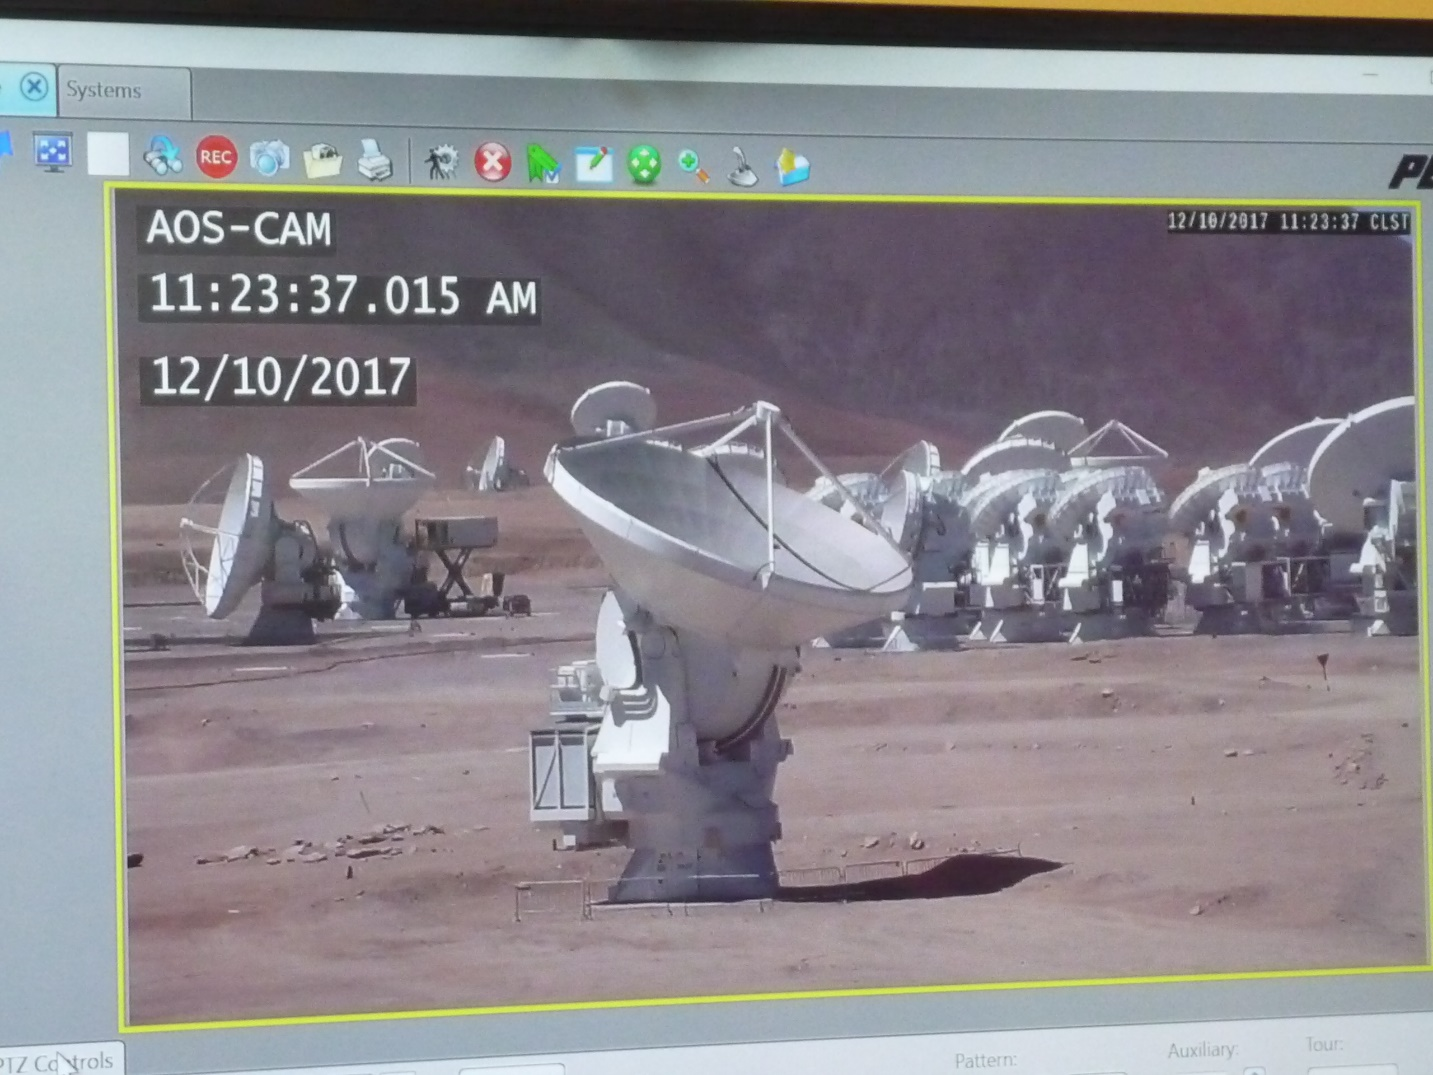 Systems
REC
AOS-CAM
12/10/2017 11:23:37 CLST
11:23:37.015 AM
12/10/2017
PTZ Controls
Pattern:
Auxiliary:
Tour: